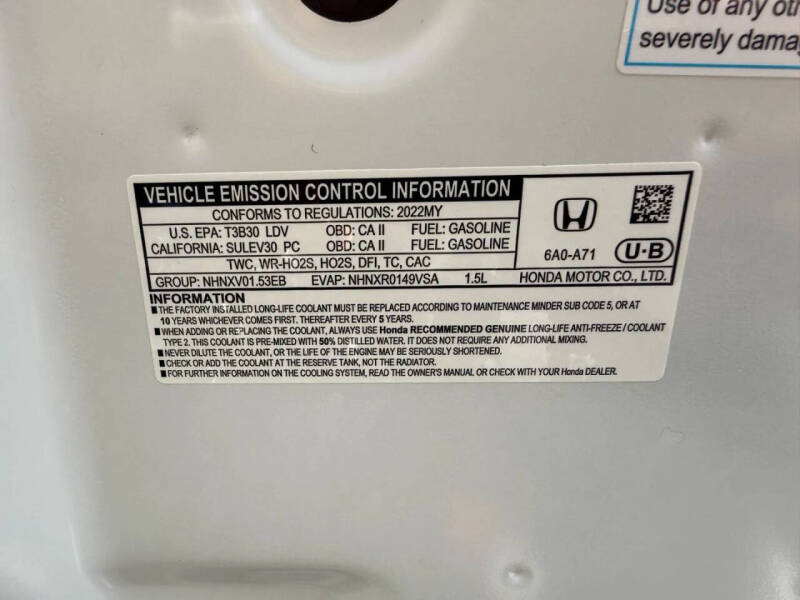 Use of any
severely
VEHICLE EMISSION CONTROL INFORMATION
CONFORMS TO REGULATIONS: 2022MY
U.S. EPA: T3B30 LDV OBD: CA II FUEL: GASOLINE
CALIFORNIA: SULEV30 PC OBD: CA II FUEL: GASOLINE
TWC, WR-HO2S, HO2S, DFI, TC, CAC
GROUP: NHNXV01.53EB EVAP: NHNXR0149VSA 1.5L
6A0-A71
U·B
HONDA MOTOR CO., LTD.
INFORMATION
■ THE FACTORY INSTALLED LONG-LIFE COOLANT MUST BE REPLACED ACCORDING TO MAINTENANCE MINDER SUB CODE 5, OR AT
10 YEARS WHICHEVER COMES FIRST. THEREAFTER EVERY 5 YEARS.
■ WHEN ADDING OR REPLACING THE COOLANT, ALWAYS USE Honda RECOMMENDED GENUINE LONG-LIFE ANTI-FREEZE / COOLANT
TYPE 2. THIS COOLANT IS PRE-MIXED WITH 50% DISTILLED WATER. IT DOES NOT REQUIRE ANY ADDITIONAL MIXING.
■ NEVER DILUTE THE COOLANT, OR THE LIFE OF THE ENGINE MAY BE SERIOUSLY SHORTENED.
■ CHECK OR ADD THE COOLANT AT THE RESERVE TANK, NOT THE RADIATOR.
■ FOR FURTHER INFORMATION ON THE COOLING SYSTEM, READ THE OWNER'S MANUAL OR CHECK WITH YOUR Honda DEALER.